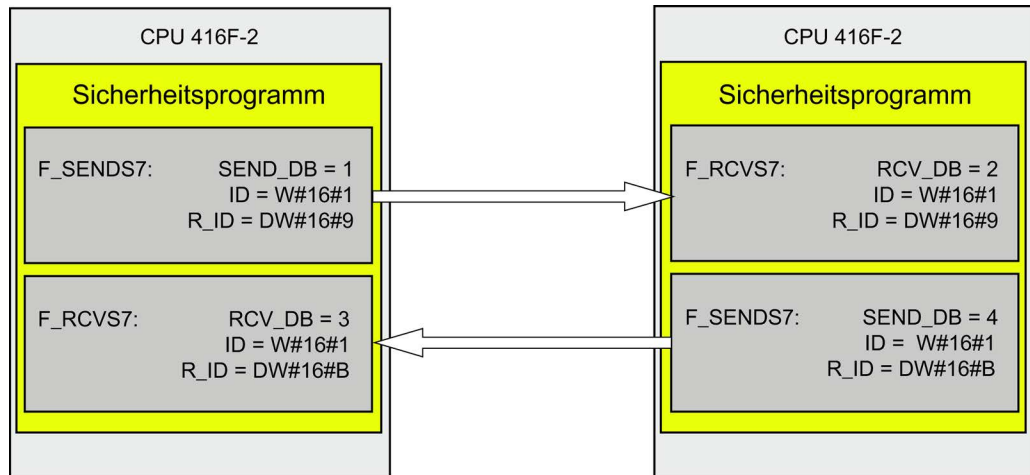 CPU 416F-2
Sicherheitsprogramm
F_SENDS7: SEND_DB = 1
ID = W#16#1
R_ID = DW#16#9
F_RCVS7: RCV_DB = 3
ID = W#16#1
R_ID = DW#16#B
CPU 416F-2
Sicherheitsprogramm
F_RCVS7: RCV_DB = 2
ID = W#16#1
R_ID = DW#16#9
F_SENDS7: SEND_DB = 4
ID = W#16#1
R_ID = DW#16#B